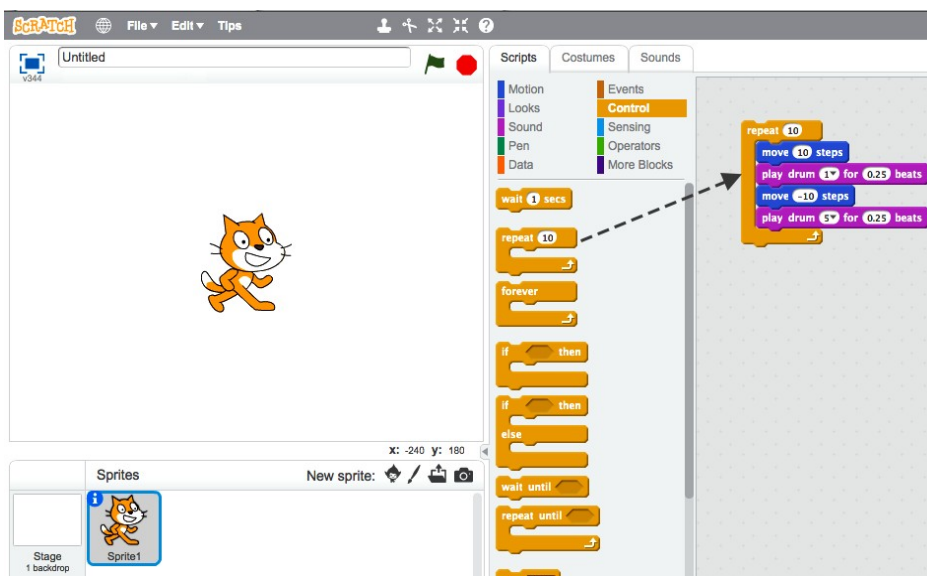 SCRATCH File▾ Edit▾ Tips
v344
Untitled
Scripts Costumes Sounds
Motion Events
Looks Control
Sound Sensing
Pen Operators
Data More Blocks
wait 1 secs
repeat 10
forever
if then
if then
else
wait until
repeat until
repeat 10
move 10 steps
play drum 1▾ for 0.25 beats
move -10 steps
play drum 5▾ for 0.25 beats
x: -240 y: 180
Sprites New sprite:
Stage
1 backdrop
Sprite1